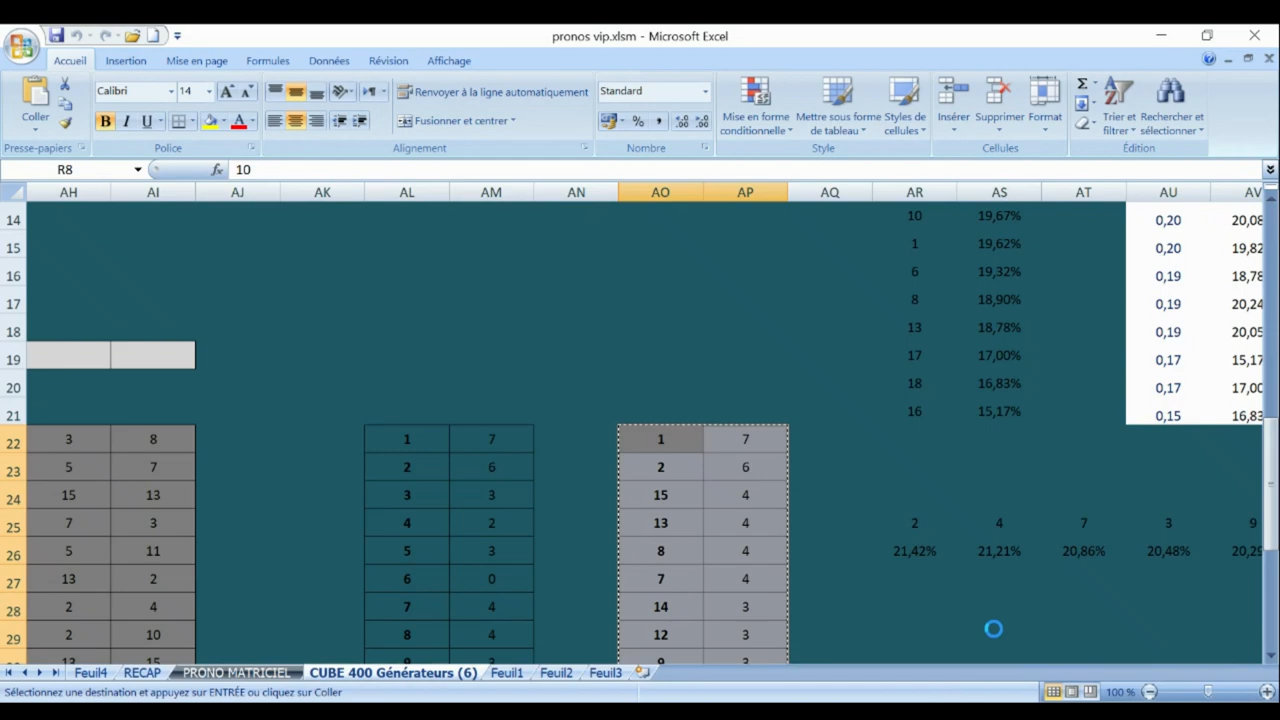 pronos vip.xlsm - Microsoft Excel
Accueil Insertion Mise en page Formules Données Révision Affichage
Coller
Calibri 14
Renvoyer à la ligne automatiquement
Standard
Mise en forme conditionnelle
Mettre sous forme de tableau
Styles de cellules
Insérer Supprimer Format
Trier et filtrer
Rechercher et sélectionner
G I U
Fusionner et centrer
Presse-papiers Police Alignement Nombre Style Cellules Édition
R8 fx 10
AH AI AJ AK AL AM AN AO AP AQ AR AS AT AU AV
14 10 19,67% 0,20 20,08
15 1 19,62% 0,20 19,82
16 6 19,32% 0,19 18,78
17 8 18,90% 0,19 20,24
18 13 18,78% 0,19 20,05
19 17 17,00% 0,17 15,17
20 18 16,83% 0,17 17,00
21 16 15,17% 0,15 16,83
22 3 8 1 7 1 7
23 5 7 2 6 2 6
24 15 13 3 3 15 4
25 7 3 4 2 13 4 2 4 7 3 9
26 5 11 5 3 8 4 21,42% 21,21% 20,86% 20,48% 20,29
27 13 2 6 0 7 4
28 2 4 7 4 14 3
29 2 10 8 4 12 3
13 15 9 3 9 3
Feuil4 RECAP PRONO MATRICIEL CUBE 400 Générateurs (6) Feuil1 Feuil2 Feuil3
Sélectionnez une destination et appuyez sur ENTRÉE ou cliquez sur Coller 100 %